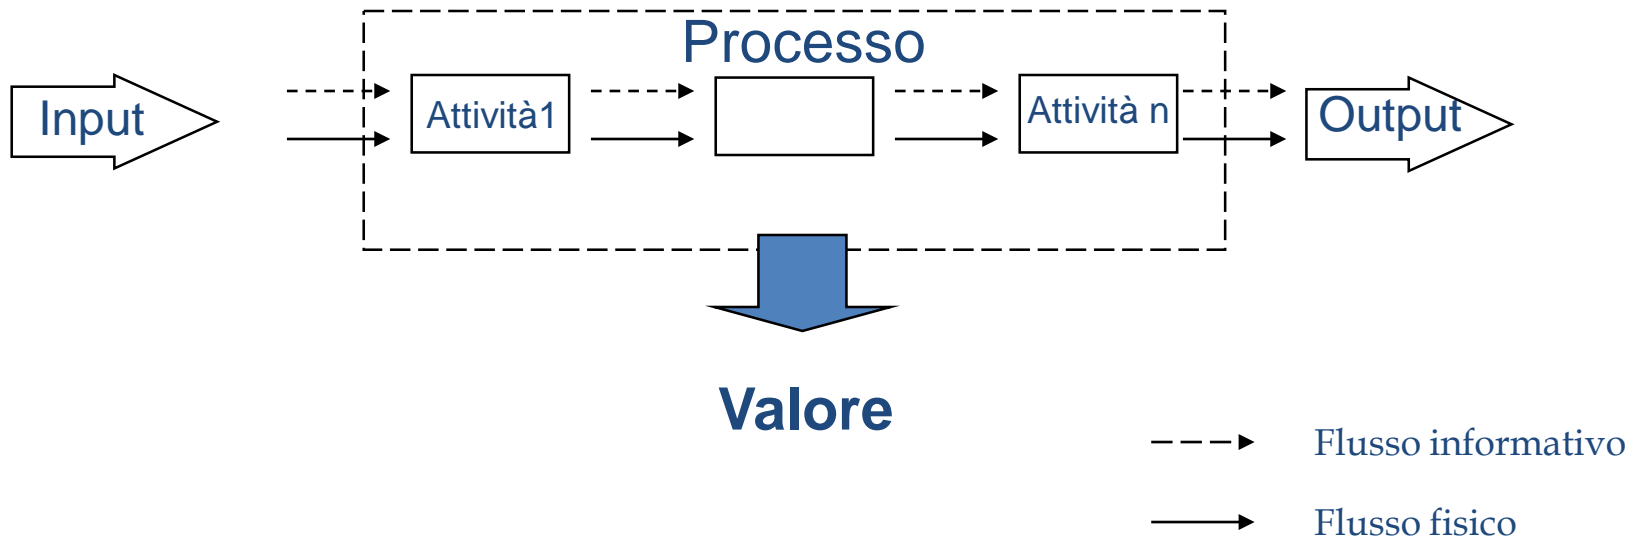 Processo
Input
Attività1
Attività n
Output
Valore
Flusso informativo
Flusso fisico